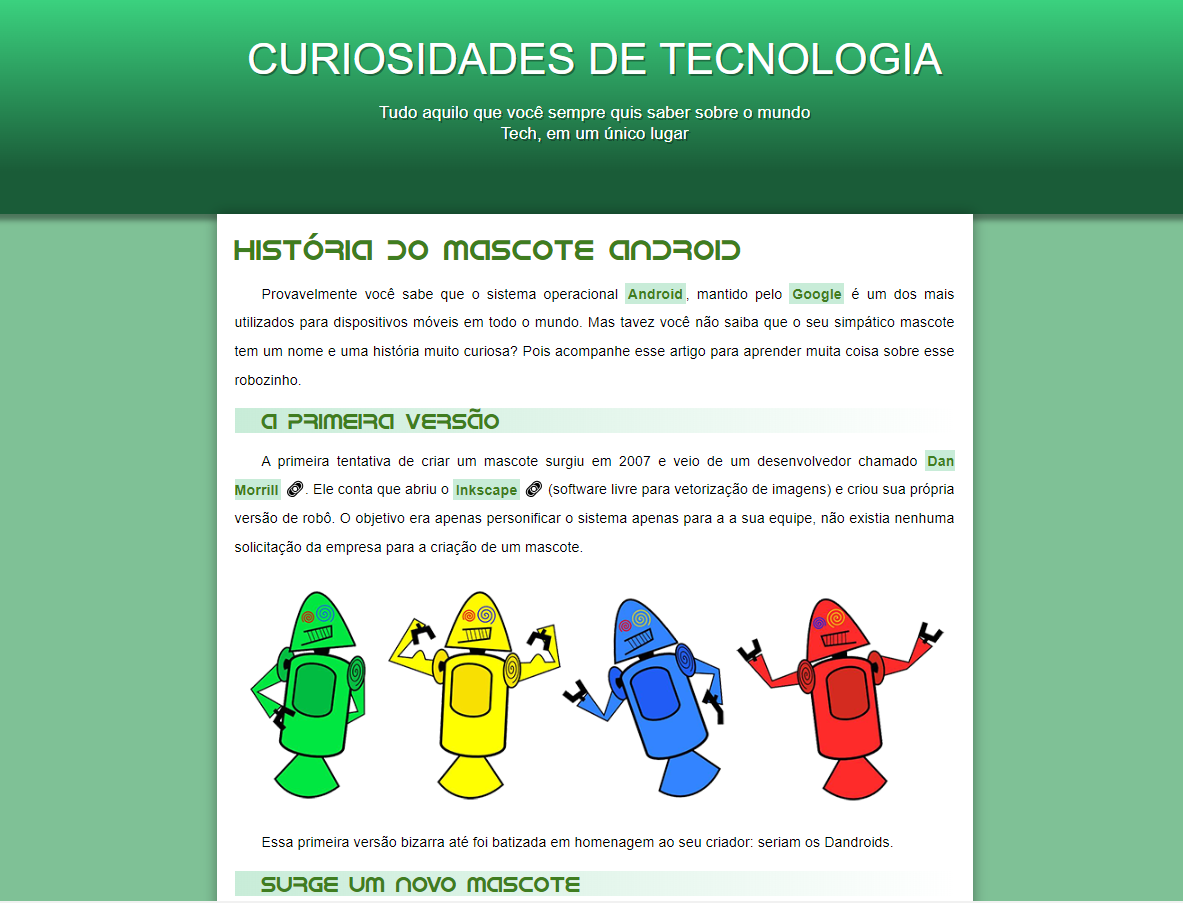 CURIOSIDADES DE TECNOLOGIA
Tudo aquilo que você sempre quis saber sobre o mundo
Tech, em um único lugar
HISTÓRIA DO MASCOTE ANDROID
Provavelmente você sabe que o sistema operacional Android, mantido pelo Google é um dos mais
utilizados para dispositivos móveis em todo o mundo. Mas tavez você não saiba que o seu simpático mascote
tem um nome e uma história muito curiosa? Pois acompanhe esse artigo para aprender muita coisa sobre esse
robozinho.
A PRIMEIRA VERSÃO
A primeira tentativa de criar um mascote surgiu em 2007 e veio de um desenvolvedor chamado Dan
Morrill . Ele conta que abriu o Inkscape (software livre para vetorização de imagens) e criou sua própria
versão de robô. O objetivo era apenas personificar o sistema apenas para a a sua equipe, não existia nenhuma
solicitação da empresa para a criação de um mascote.
Essa primeira versão bizarra até foi batizada em homenagem ao seu criador: seriam os Dandroids.
SURGE UM NOVO MASCOTE